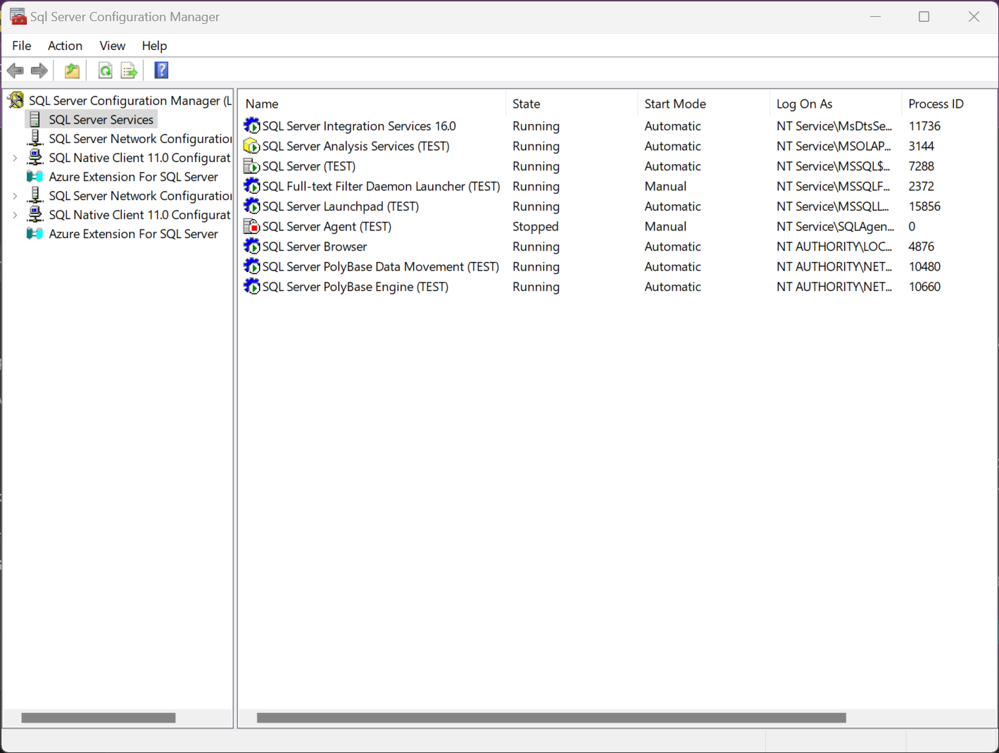 Sql Server Configuration Manager
File Action View Help
SQL Server Configuration Manager (L
SQL Server Services
SQL Server Network Configuration
SQL Native Client 11.0 Configurat
Azure Extension For SQL Server
SQL Server Network Configuration
SQL Native Client 11.0 Configurat
Azure Extension For SQL Server
Name State Start Mode Log On As Process ID
SQL Server Integration Services 16.0 Running Automatic NT Service\MsDtsSe... 11736
SQL Server Analysis Services (TEST) Running Automatic NT Service\MSOLAP... 3144
SQL Server (TEST) Running Automatic NT Service\MSSQL$... 7288
SQL Full-text Filter Daemon Launcher (TEST) Running Manual NT Service\MSSQLF... 2372
SQL Server Launchpad (TEST) Running Automatic NT Service\MSSQLL... 15856
SQL Server Agent (TEST) Stopped Manual NT Service\SQLAgen... 0
SQL Server Browser Running Automatic NT AUTHORITY\LOC... 4876
SQL Server PolyBase Data Movement (TEST) Running Automatic NT AUTHORITY\NET... 10480
SQL Server PolyBase Engine (TEST) Running Automatic NT AUTHORITY\NET... 10660